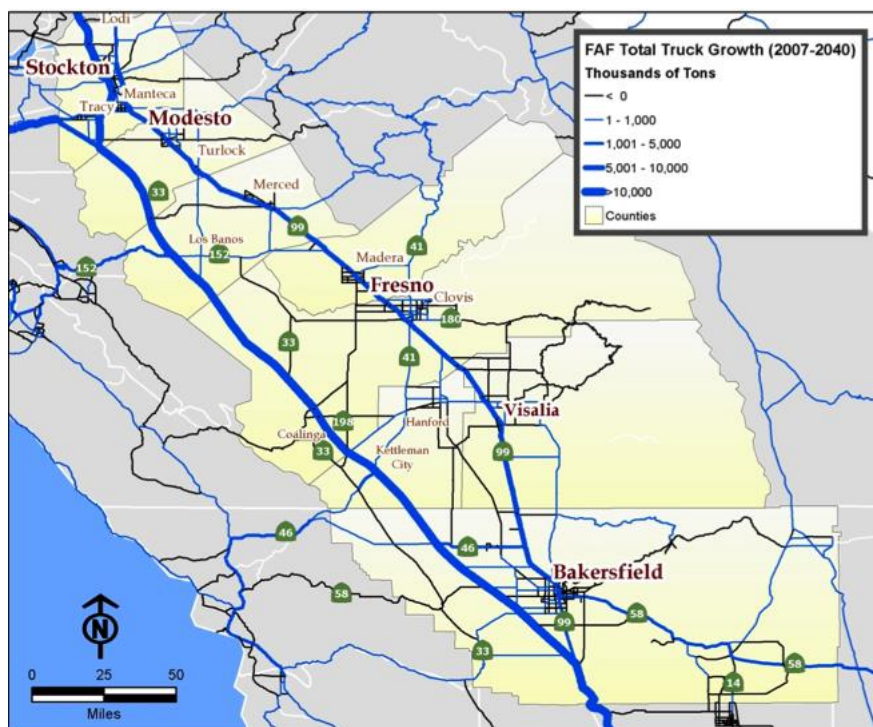 Lodi
Stockton
Manteca
Tracy
Modesto
Turlock
33
Merced
99
Los Banos
152
152
41
Madera
Fresno
Clovis
180
33
41
198
Coalinga
33
Hanford
Visalia
Kettleman
City
99
46
46
Bakersfield
58
99
58
33
58
14
FAF Total Truck Growth (2007-2040)
Thousands of Tons
< 0
1 - 1,000
1,001 - 5,000
5,001 - 10,000
>10,000
Counties
N
0 25 50
Miles